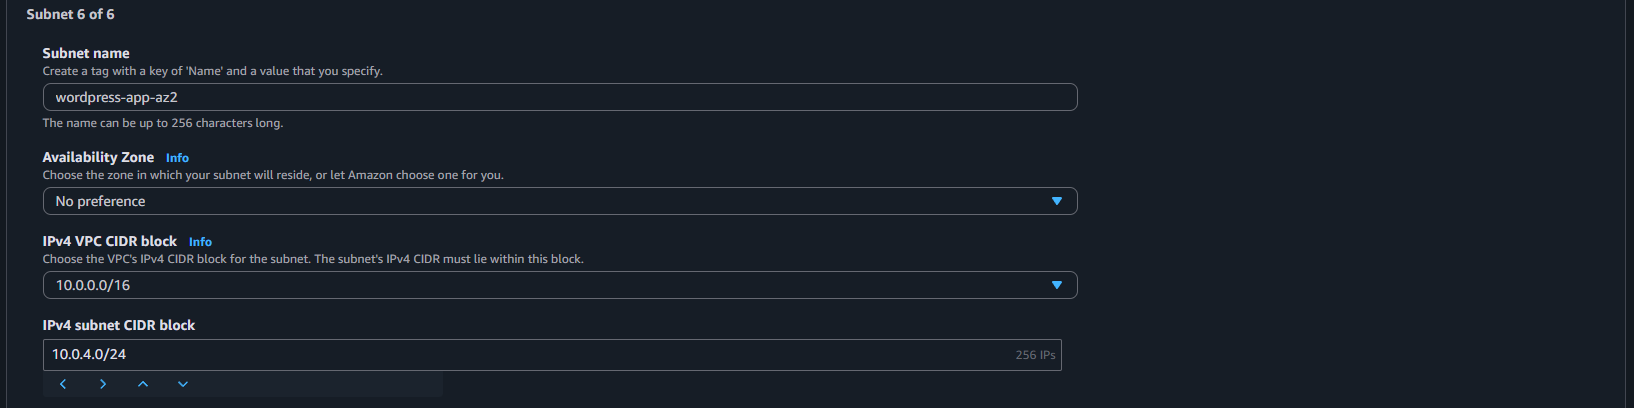 Subnet 6 of 6
Subnet name
Create a tag with a key of 'Name' and a value that you specify.
wordpress-app-az2
The name can be up to 256 characters long.
Availability Zone Info
Choose the zone in which your subnet will reside, or let Amazon choose one for you.
No preference
IPv4 VPC CIDR block Info
Choose the VPC's IPv4 CIDR block for the subnet. The subnet's IPv4 CIDR must lie within this block.
10.0.0.0/16
IPv4 subnet CIDR block
10.0.4.0/24 256 IPs